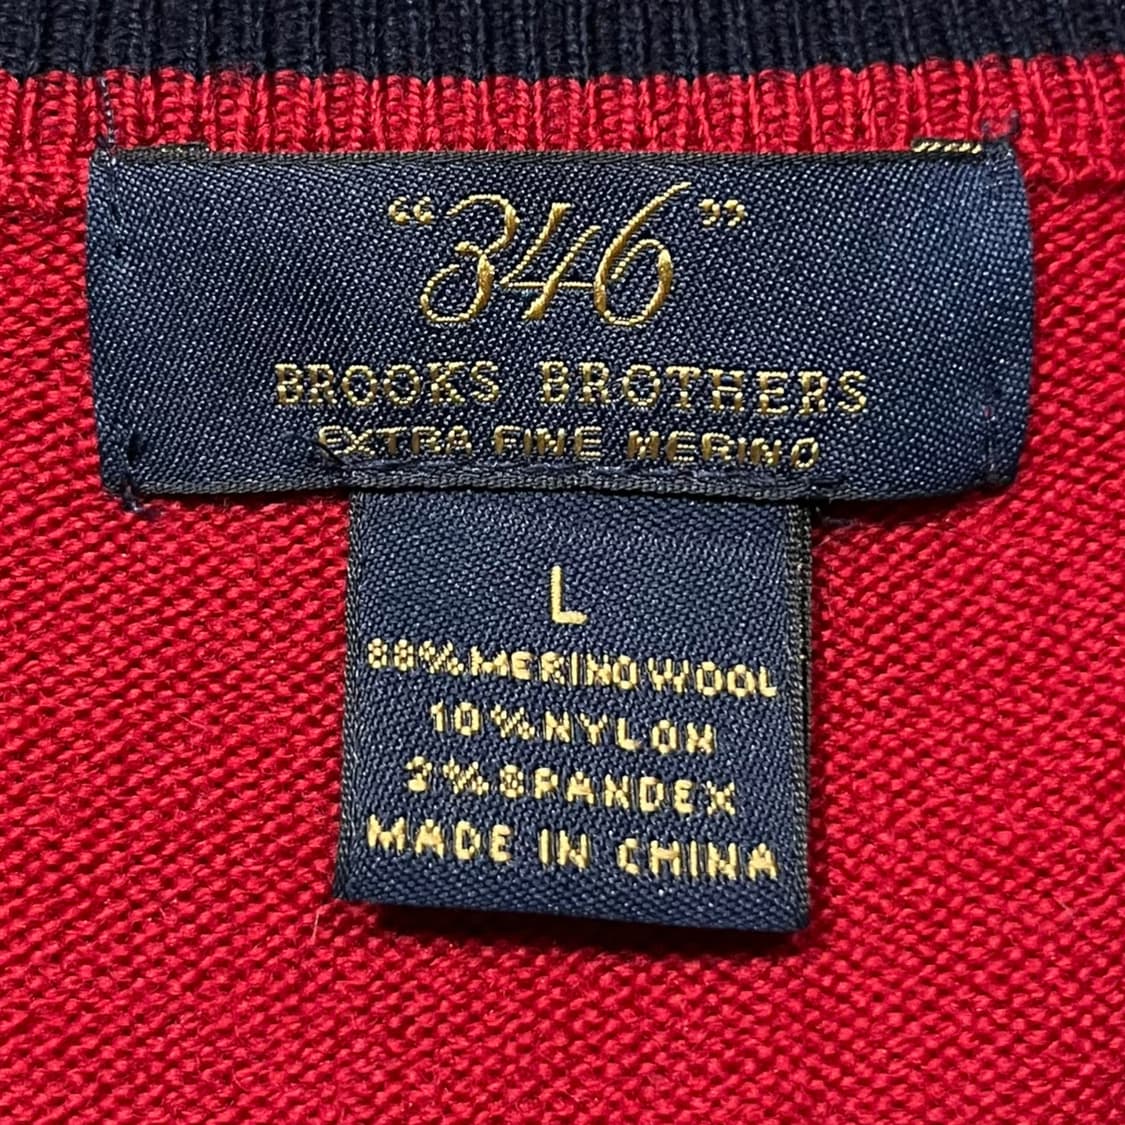 “346”
BROOKS BROTHERS
EXTRA FINE MERINO
L
88%MERINO WOOL
10%NYLON
2%SPANDEX
MADE IN CHINA